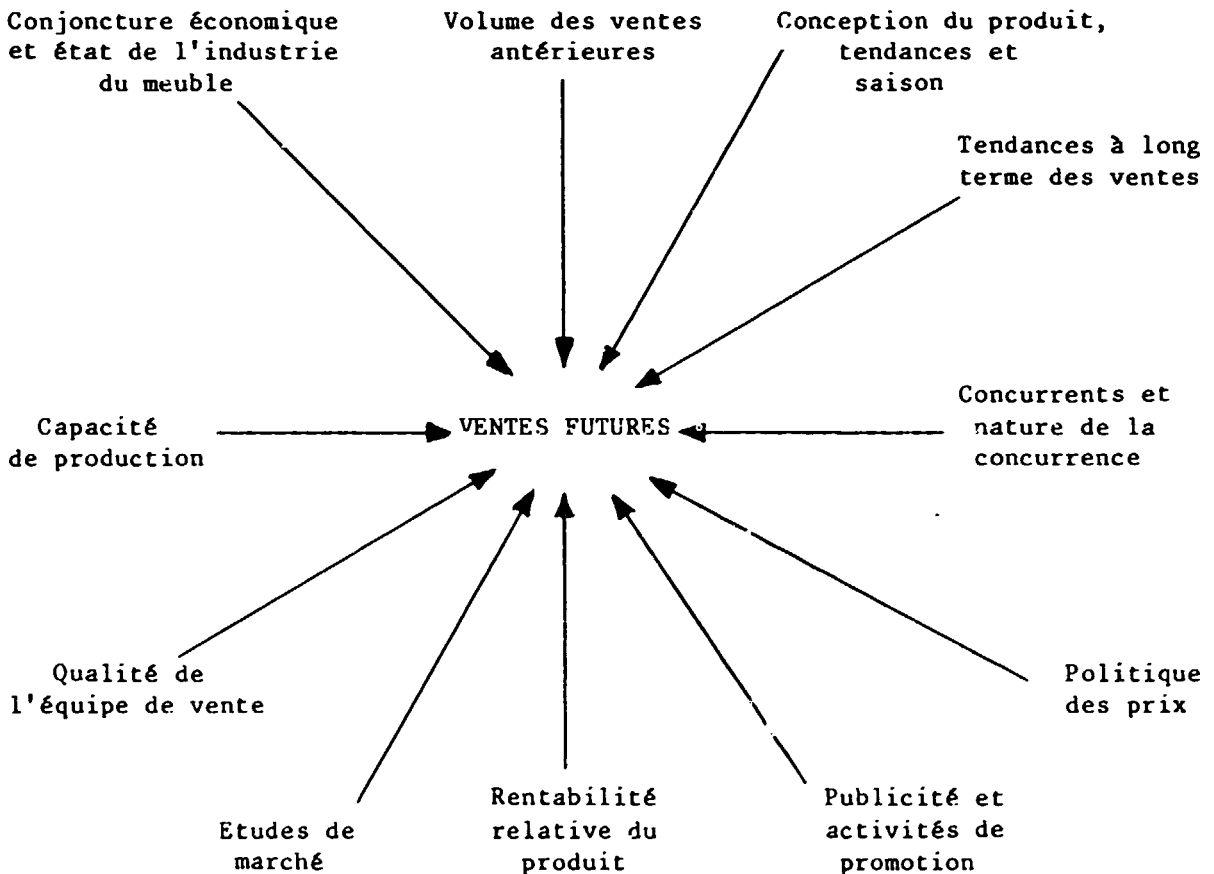 Conjoncture économique
et état de l'industrie
du meuble
Volume des ventes
antérieures
Conception du produit,
tendances et
saison
Tendances à long
terme des ventes
Capacité
de production
VENTES FUTURES
Concurrents et
nature de la
concurrence
Qualité de
l'équipe de vente
Politique
des prix
Etudes de
marché
Rentabilité
relative du
produit
Publicité et
activités de
promotion